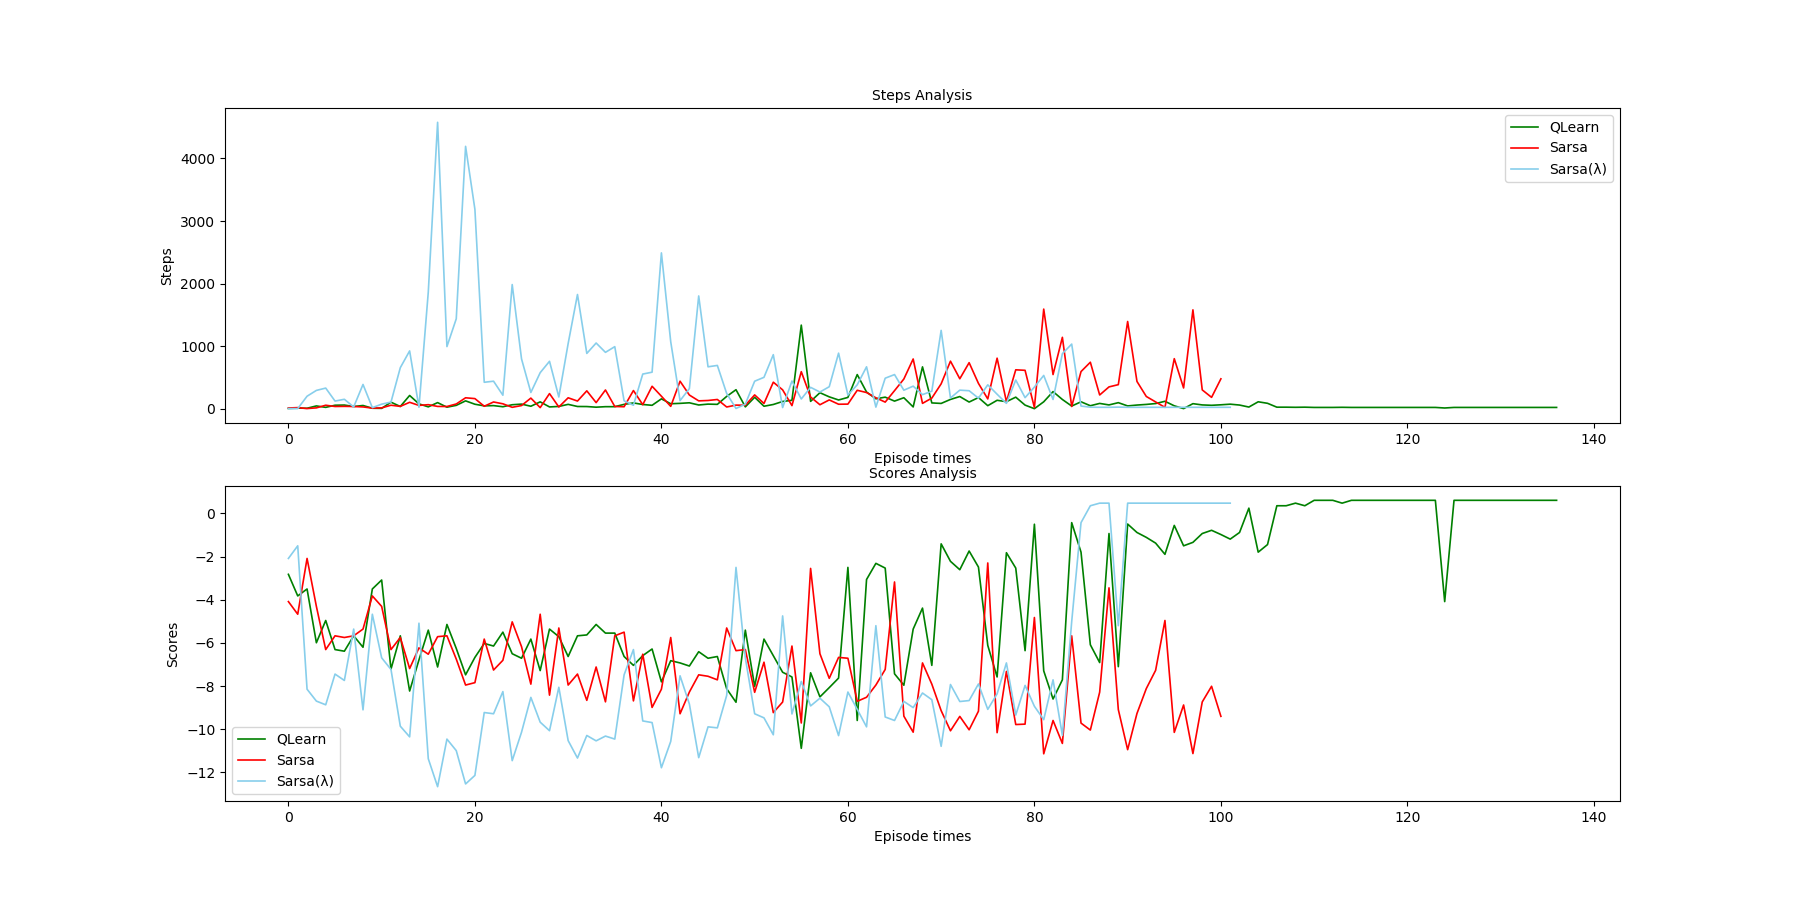 Steps Analysis
4000
3000
2000
1000
0
Steps
QLearn
Sarsa
Sarsa(λ)
0 20 40 60 80 100 120 140
Episode times
Scores Analysis
0
−2
−4
−6
−8
−10
−12
Scores
QLearn
Sarsa
Sarsa(λ)
0 20 40 60 80 100 120 140
Episode times